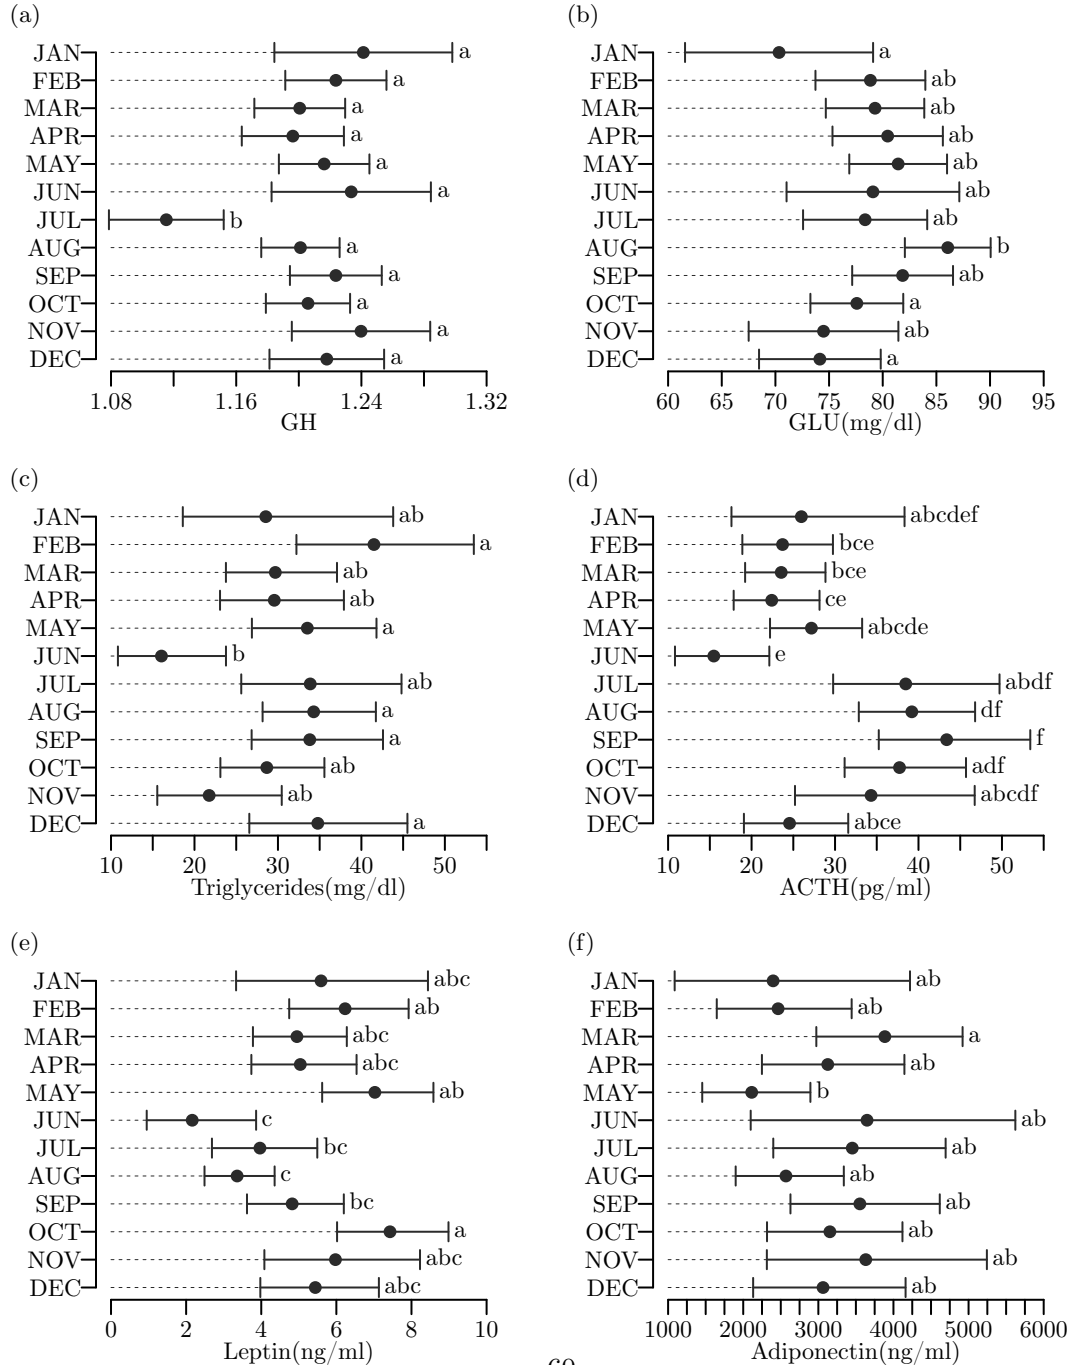 (a)
JAN a
FEB a
MAR a
APR a
MAY a
JUN a
JUL b
AUG a
SEP a
OCT a
NOV a
DEC a
1.08 1.16 1.24 1.32
GH
(b)
JAN a
FEB ab
MAR ab
APR ab
MAY ab
JUN ab
JUL ab
AUG b
SEP ab
OCT a
NOV ab
DEC a
60 65 70 75 80 85 90 95
GLU(mg/dl)
(c)
JAN ab
FEB a
MAR ab
APR ab
MAY a
JUN b
JUL ab
AUG a
SEP a
OCT ab
NOV ab
DEC a
10 20 30 40 50
Triglycerides(mg/dl)
(d)
JAN abcdef
FEB bce
MAR bce
APR ce
MAY abcde
JUN e
JUL abdf
AUG df
SEP f
OCT adf
NOV abcdf
DEC abce
10 20 30 40 50
ACTH(pg/ml)
(e)
JAN abc
FEB ab
MAR abc
APR abc
MAY ab
JUN c
JUL bc
AUG c
SEP bc
OCT a
NOV abc
DEC abc
0 2 4 6 8 10
Leptin(ng/ml)
(f)
JAN ab
FEB ab
MAR a
APR ab
MAY b
JUN ab
JUL ab
AUG ab
SEP ab
OCT ab
NOV ab
DEC ab
1000 2000 3000 4000 5000 6000
Adiponectin(ng/ml)